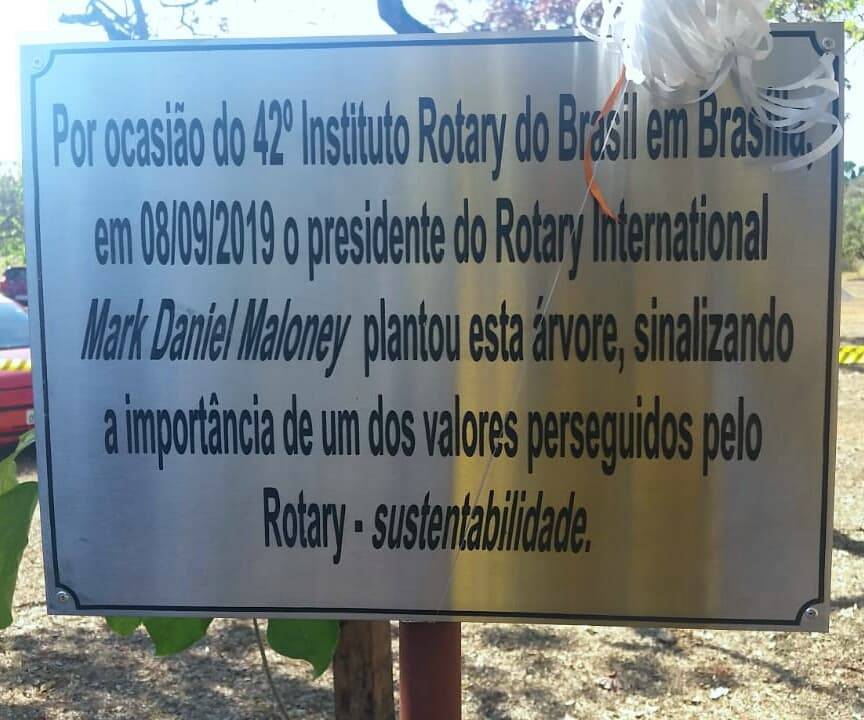 Por ocasião do 42º Instituto Rotary do Brasil em Brasília,
em 08/09/2019 o presidente do Rotary International
Mark Daniel Maloney plantou esta árvore, sinalizando
a importância de um dos valores perseguidos pelo
Rotary - sustentabilidade.